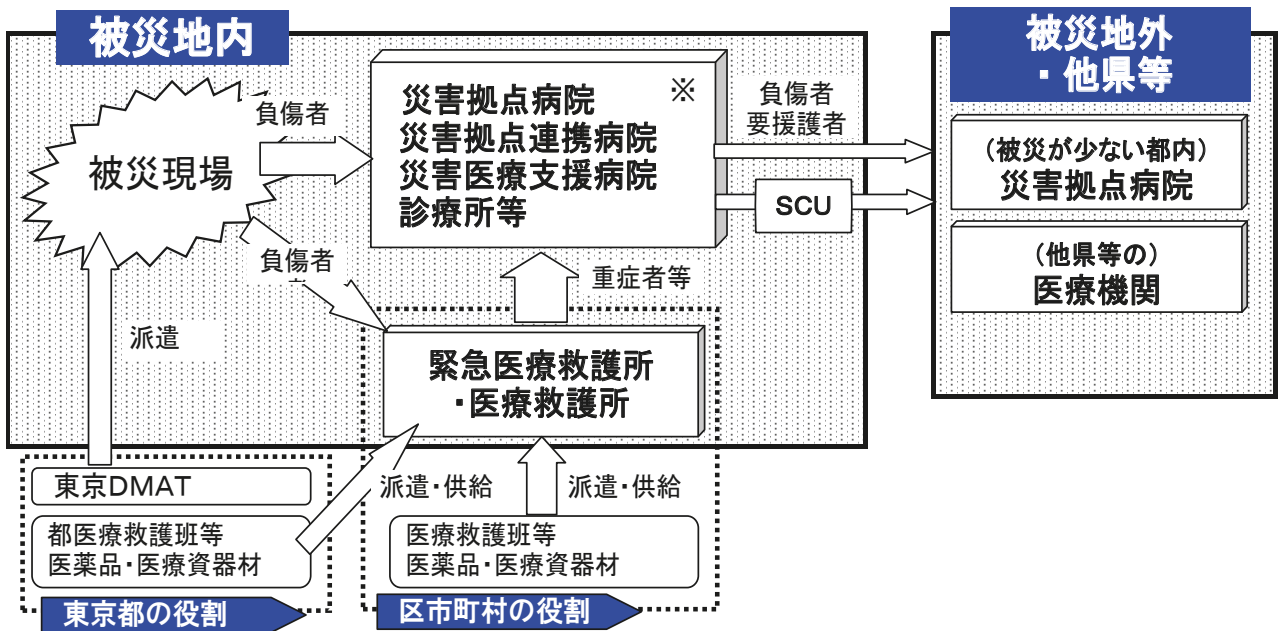 被災地内
被災現場
負傷者
災害拠点病院
※
災害拠点連携病院
災害医療支援病院
診療所等
負傷者
要援護者
SCU
被災地外
・他県等
(被災が少ない都内)
災害拠点病院
(他県等の)
医療機関
負傷者
重症者等
派遣
緊急医療救護所
・医療救護所
東京DMAT
都医療救護班等
医薬品・医療資器材
東京都の役割
派遣・供給
派遣・供給
医療救護班等
医薬品・医療資器材
区市町村の役割